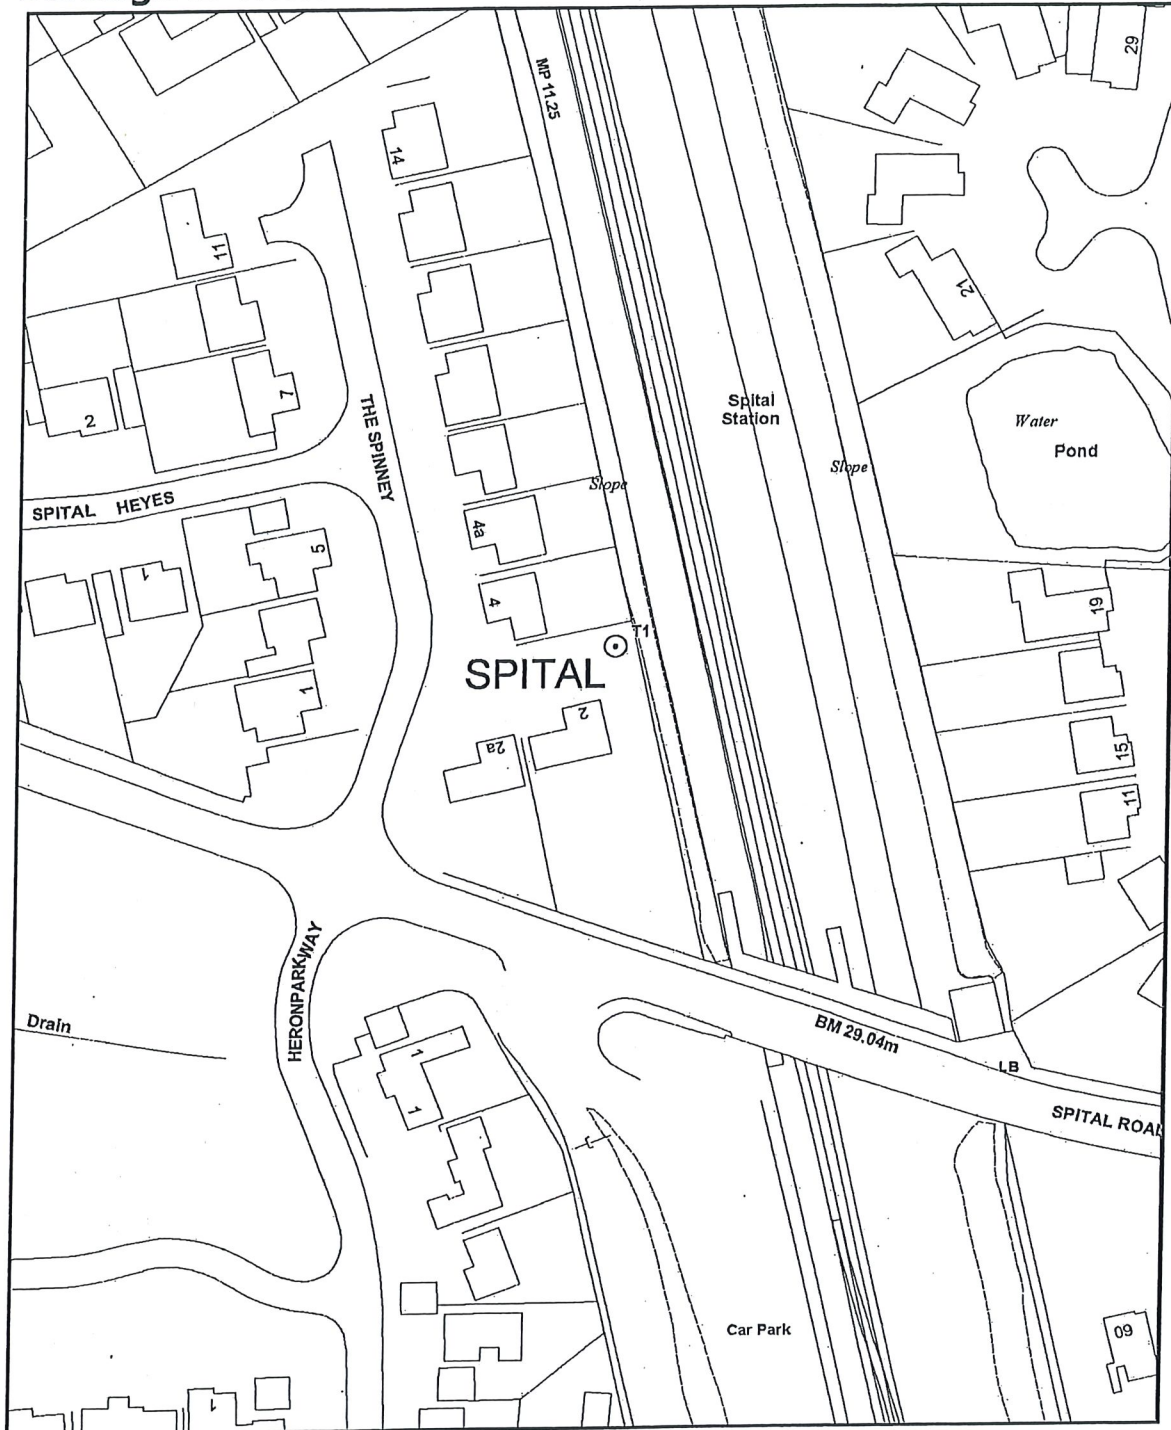 29
MP 11.25
14
11
21
2
7
Spital
Station
Water
Pond
THE SPINNEY
Slope
Slope
SPITAL HEYES
4a
5
1
4
19
T1
SPITAL
1
2
2a
15
11
HERONPARKWAY
Drain
BM 29.04m
LB
SPITAL ROAD
1
1
Car Park
60
1